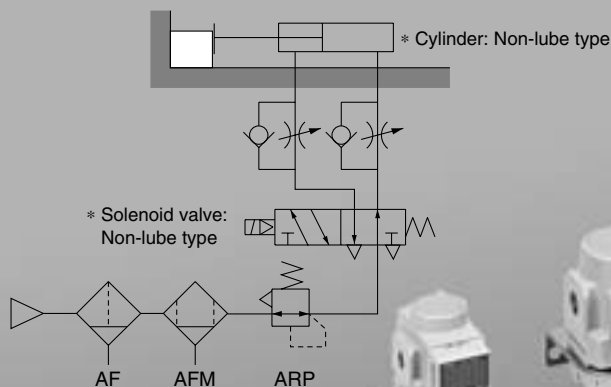 * Cylinder: Non-lube type
* Solenoid valve:
Non-lube type
AF AFM ARP